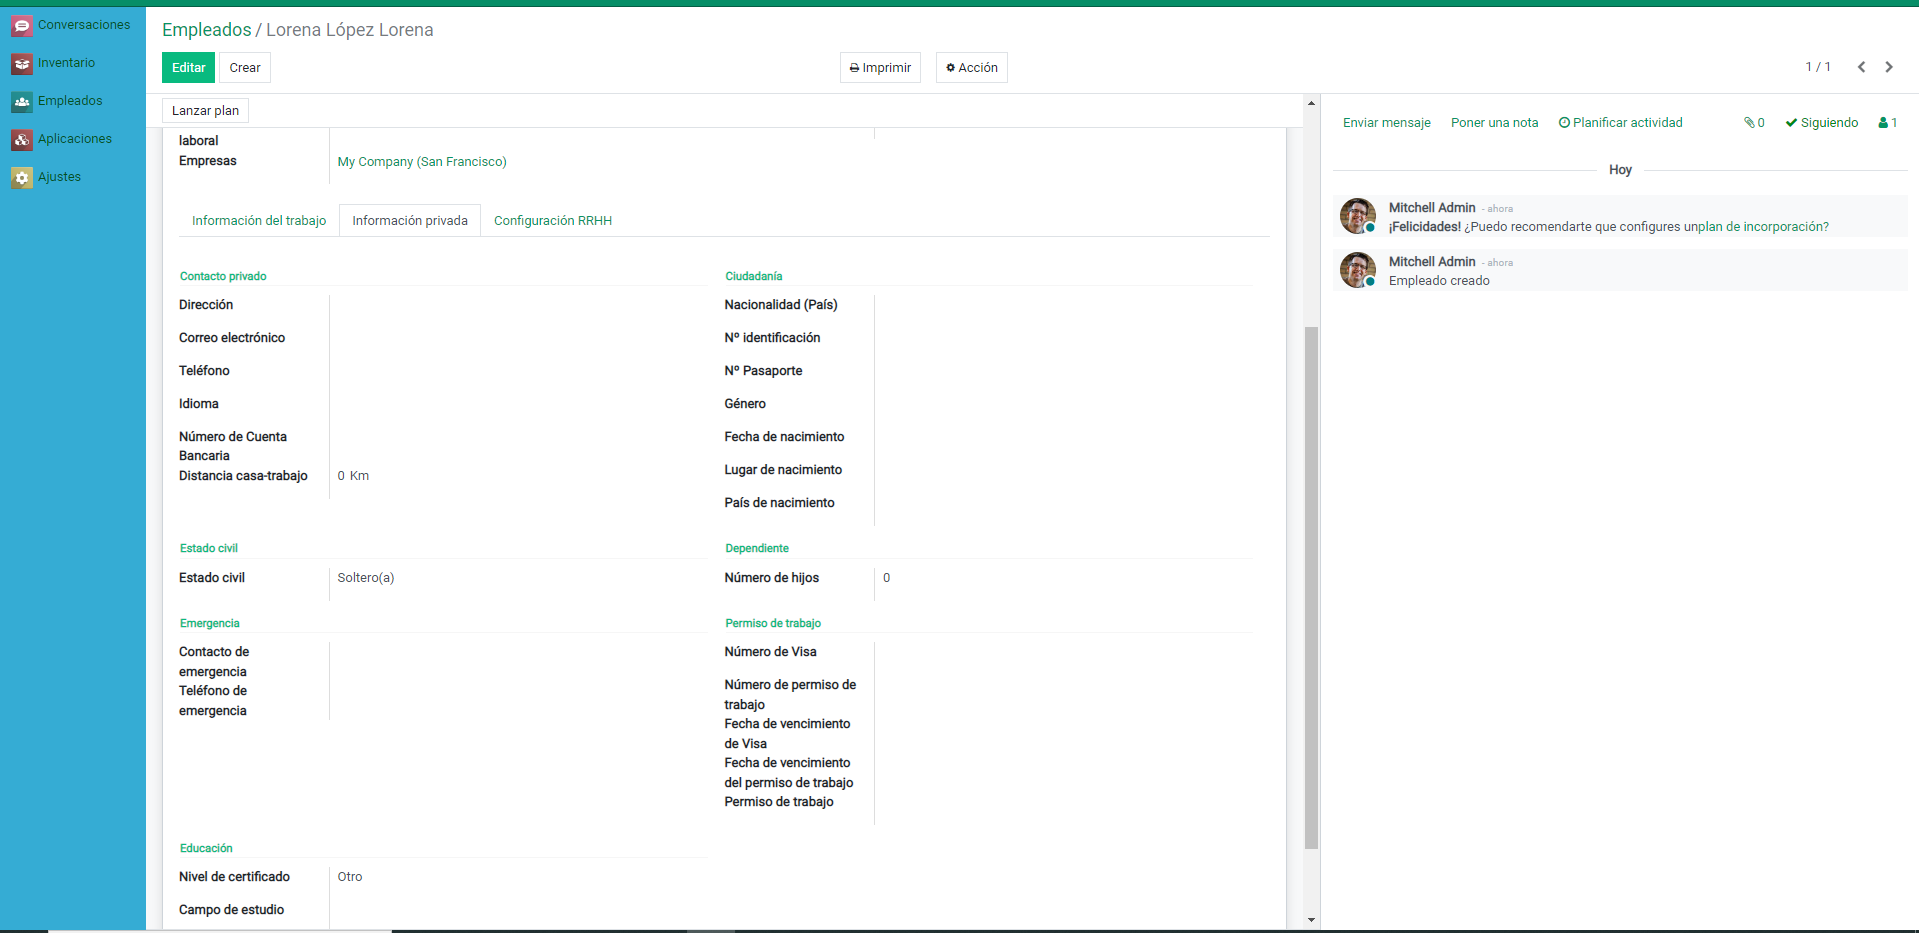 Conversaciones
Inventario
Empleados
Aplicaciones
Ajustes
Empleados / Lorena López Lorena
Editar Crear Imprimir Acción 1 / 1
Lanzar plan
laboral
Empresas My Company (San Francisco)
Información del trabajo Información privada Configuración RRHH
Contacto privado
Dirección
Correo electrónico
Teléfono
Idioma
Número de Cuenta
Bancaria
Distancia casa-trabajo 0 Km
Ciudadanía
Nacionalidad (País)
Nº identificación
Nº Pasaporte
Género
Fecha de nacimiento
Lugar de nacimiento
País de nacimiento
Estado civil
Estado civil Soltero(a)
Dependiente
Número de hijos 0
Emergencia
Contacto de
emergencia
Teléfono de
emergencia
Permiso de trabajo
Número de Visa
Número de permiso de
trabajo
Fecha de vencimiento
de Visa
Fecha de vencimiento
del permiso de trabajo
Permiso de trabajo
Educación
Nivel de certificado Otro
Campo de estudio
Enviar mensaje Poner una nota Planificar actividad 0 Siguiendo 1
Hoy
Mitchell Admin - ahora
¡Felicidades! ¿Puedo recomendarte que configures unplan de incorporación?
Mitchell Admin - ahora
Empleado creado